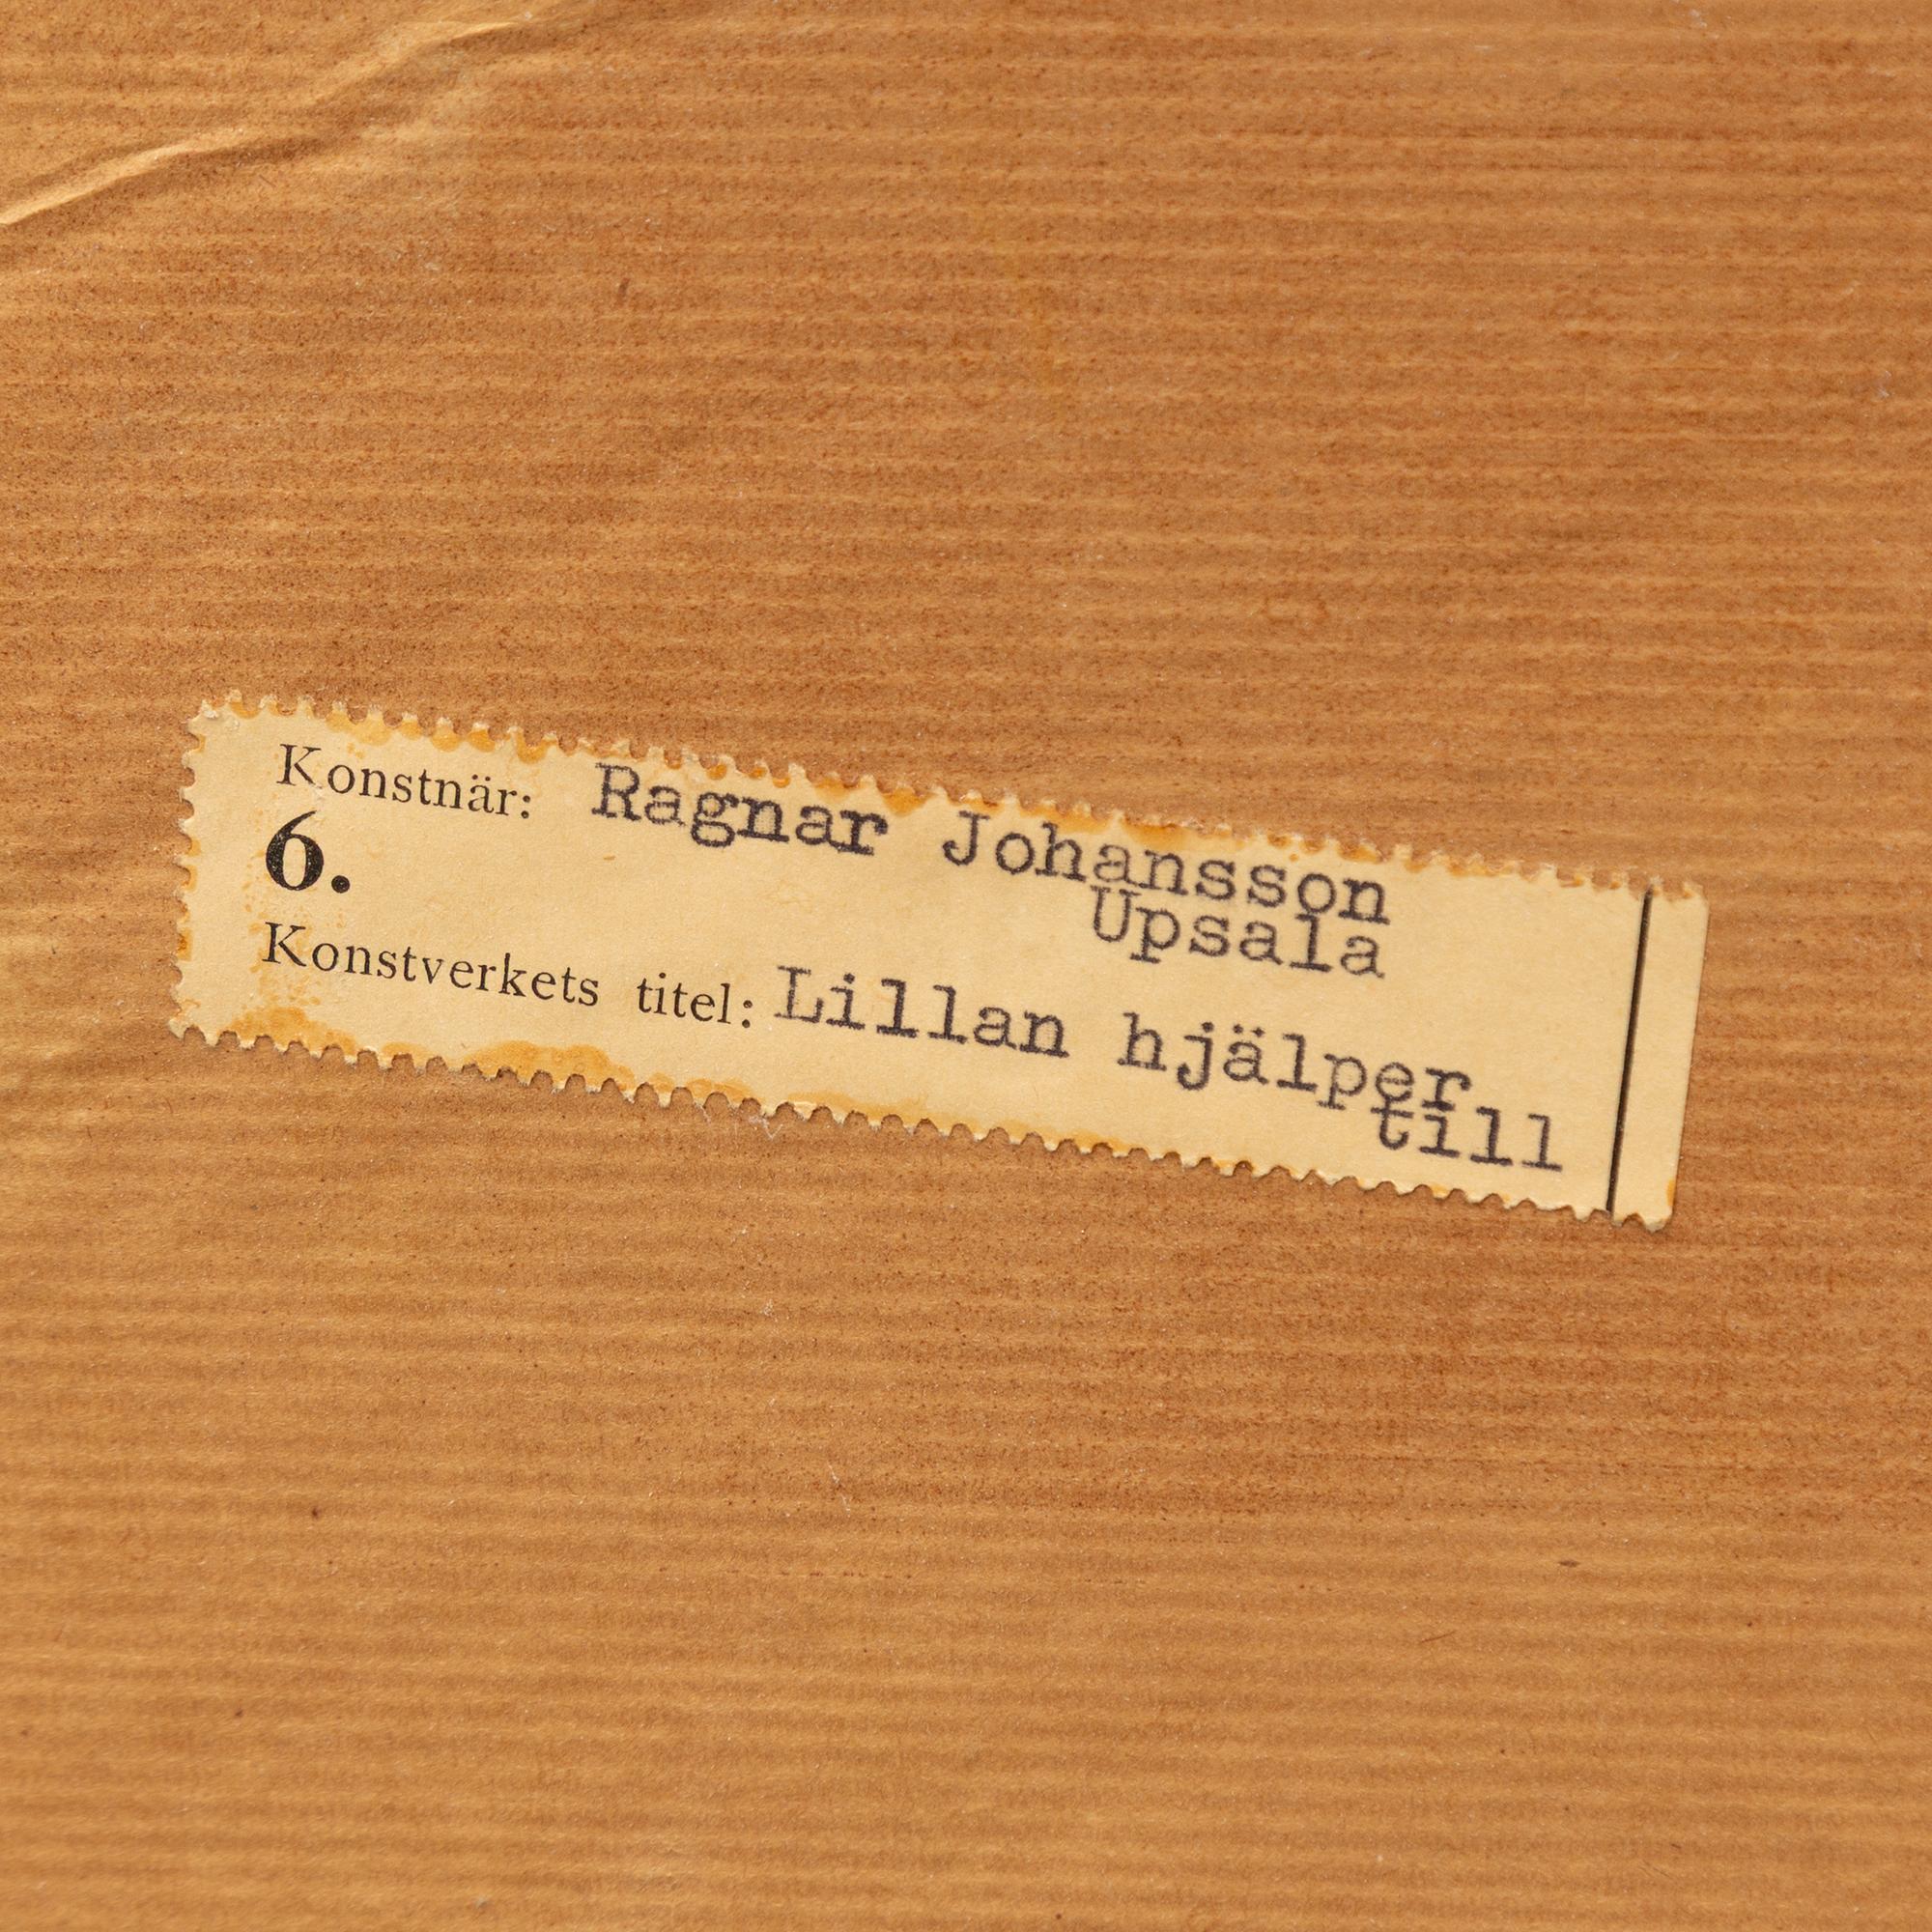 Konstnär: Ragnar Johansson
Upsala
6.
Konstverkets titel: Lillan hjälper
till